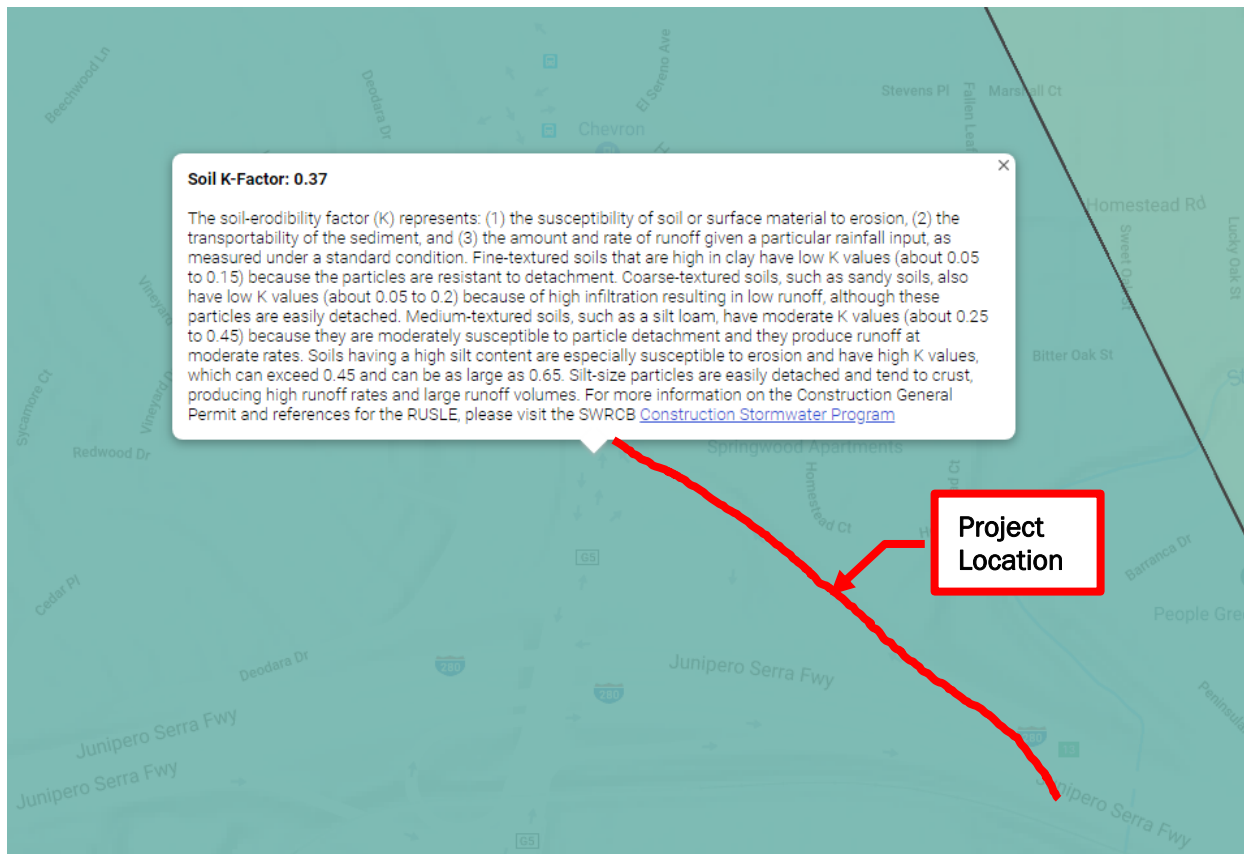 Beechwood Ln
Deodara Dr
El Sereno Ave
Stevens Pl
Fallen Leaf
Marshall Ct
Chevron
Homestead Rd
Lucky Oak St
Sweet Oak St
Bitter Oak St
Soil K-Factor: 0.37
The soil-erodibility factor (K) represents: (1) the susceptibility of soil or surface material to erosion, (2) the
transportability of the sediment, and (3) the amount and rate of runoff given a particular rainfall input, as
measured under a standard condition. Fine-textured soils that are high in clay have low K values (about 0.05
to 0.15) because the particles are resistant to detachment. Coarse-textured soils, such as sandy soils, also
have low K values (about 0.05 to 0.2) because of high infiltration resulting in low runoff, although these
particles are easily detached. Medium-textured soils, such as a silt loam, have moderate K values (about 0.25
to 0.45) because they are moderately susceptible to particle detachment and they produce runoff at
moderate rates. Soils having a high silt content are especially susceptible to erosion and have high K values,
which can exceed 0.45 and can be as large as 0.65. Silt-size particles are easily detached and tend to crust,
producing high runoff rates and large runoff volumes. For more information on the Construction General
Permit and references for the RUSLE, please visit the SWRCB Construction Stormwater Program
Vineyard
Vineyard D
Sycamore Ct
Redwood Dr
Springwood Apartments
Homestead Ct
d Ct
Project
Location
G5
Barranca Dr
Cedar Pl
People Gre
Deodara Dr
280
Junipero Serra Fwy
280
Peninsula
Junipero Serra Fwy
280
Junipero Serra Fwy
Junipero Serra Fwy
G5